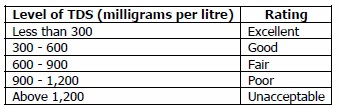 Level of TDS (milligrams per litre) Rating
Less than 300 Excellent
300 - 600 Good
600 - 900 Fair
900 - 1,200 Poor
Above 1,200 Unacceptable